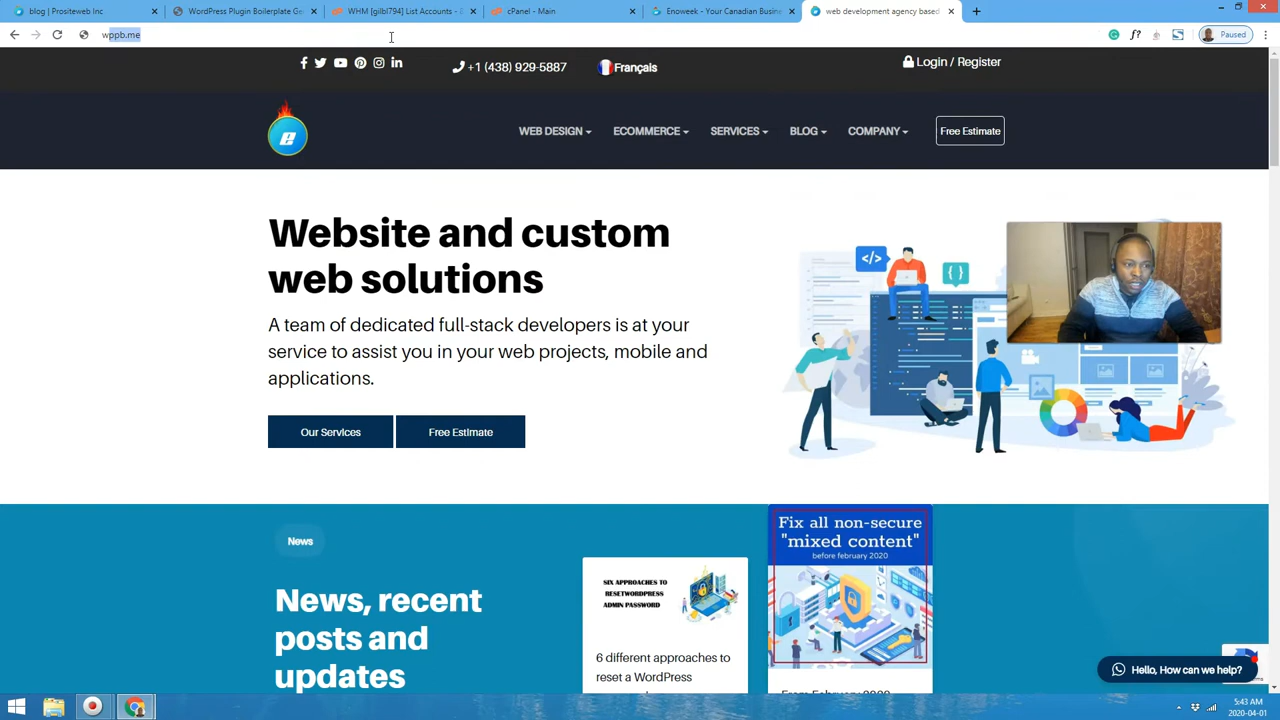 blog | Prositeweb Inc
WordPress Plugin Boilerplate Ge
WHM [gilbl794] List Accounts -
cPanel - Main
Enoweek - Your Canadian Busin
web development agency based
wppb.me
f?
Paused
+1 (438) 929-5887
Français
Login / Register
e
WEB DESIGN
ECOMMERCE
SERVICES
BLOG
COMPANY
Free Estimate
Website and custom
web solutions
A team of dedicated full-stack developers is at your
service to assist you in your web projects, mobile and
applications.
Our Services
Free Estimate
</>
{ }
News
News, recent
posts and
updates
SIX APPROACHES TO
RESETWORDPRESS
ADMIN PASSWORD
6 different approaches to
reset a WordPress
Fix all non-secure
"mixed content"
before february 2020
From February 2020
Hello, How can we help?
5:43 AM
2020-04-01